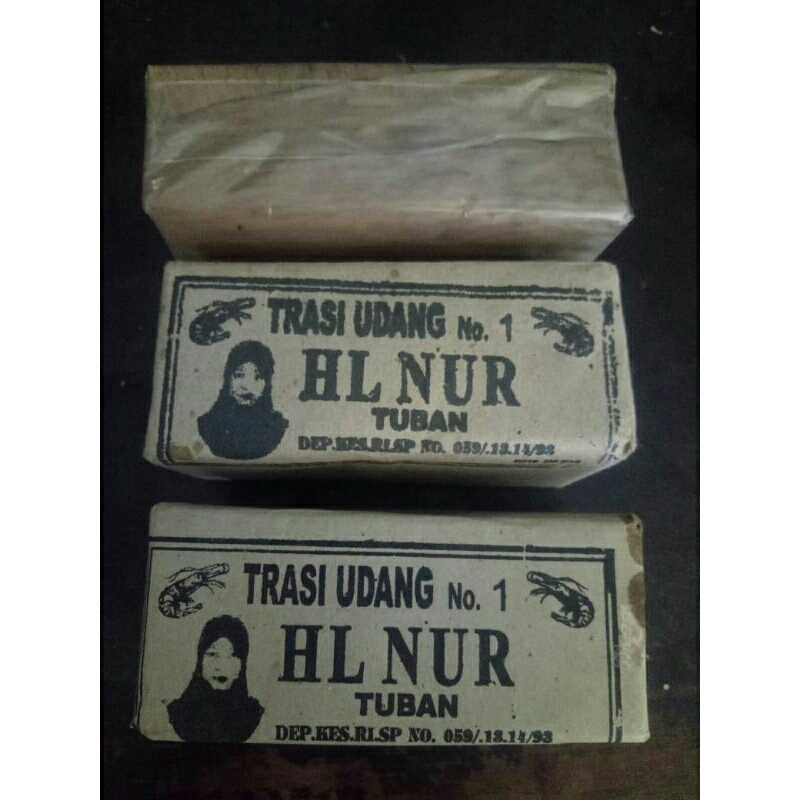 TRASI UDANG No. 1
HL NUR
TUBAN
DEP.KES.RI.SP NO. 059/.13.14/93
TRASI UDANG No. 1
HL NUR
TUBAN
DEP.KES.RI.SP NO. 059/.13.14/93